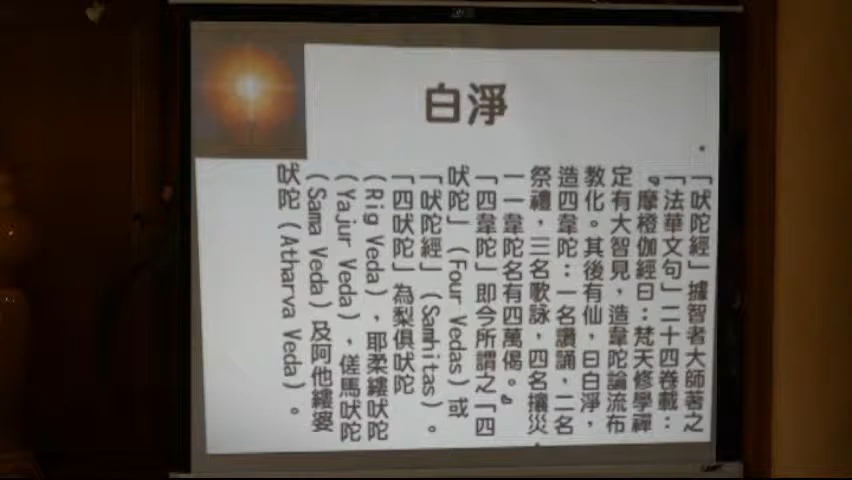 白淨
「吠陀經」據智者大師著之
「法華文句」二十四卷載：
『摩橙伽經曰：梵天修學禪
定有大智見，造韋陀論流布
教化。其後有仙，曰白淨，
造四韋陀：一名讚誦，二名
祭禮，三名歌詠，四名攘災
一一韋陀名有四萬偈。』
「四韋陀」即今所謂之「四
吠陀」（Four Vedas）或
「吠陀經」（Samhitas）。
「四吠陀」為梨俱吠陀
（Rig Veda），耶柔縷吠陀
（Yajur Veda），傞馬吠陀
（Sama Veda）及阿他縷婆
吠陀（Atharva Veda）。